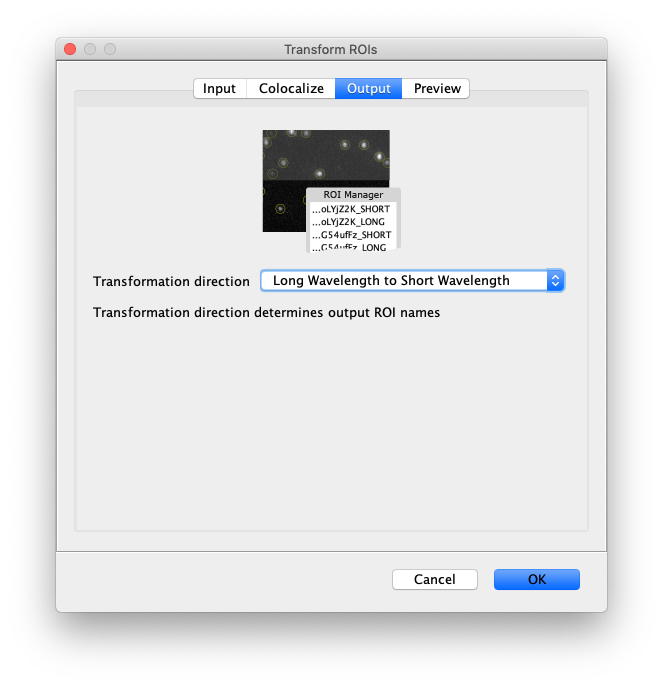 Transform ROIs
Input Colocalize Output Preview
ROI Manager
...oLYjZ2K_SHORT
...oLYjZ2K_LONG
...G54ufFz_SHORT
...G54ufFz_LONG
Transformation direction Long Wavelength to Short Wavelength
Transformation direction determines output ROI names
Cancel OK